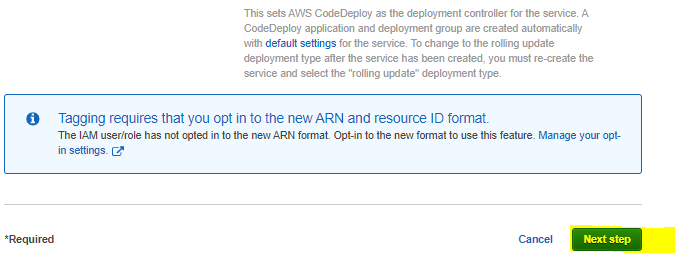 This sets AWS CodeDeploy as the deployment controller for the service. A
CodeDeploy application and deployment group are created automatically
with default settings for the service. To change to the rolling update
deployment type after the service has been created, you must re-create the
service and select the "rolling update" deployment type.
Tagging requires that you opt in to the new ARN and resource ID format.
The IAM user/role has not opted in to the new ARN format. Opt-in to the new format to use this feature. Manage your opt-
in settings.
*Required
Cancel
Next step